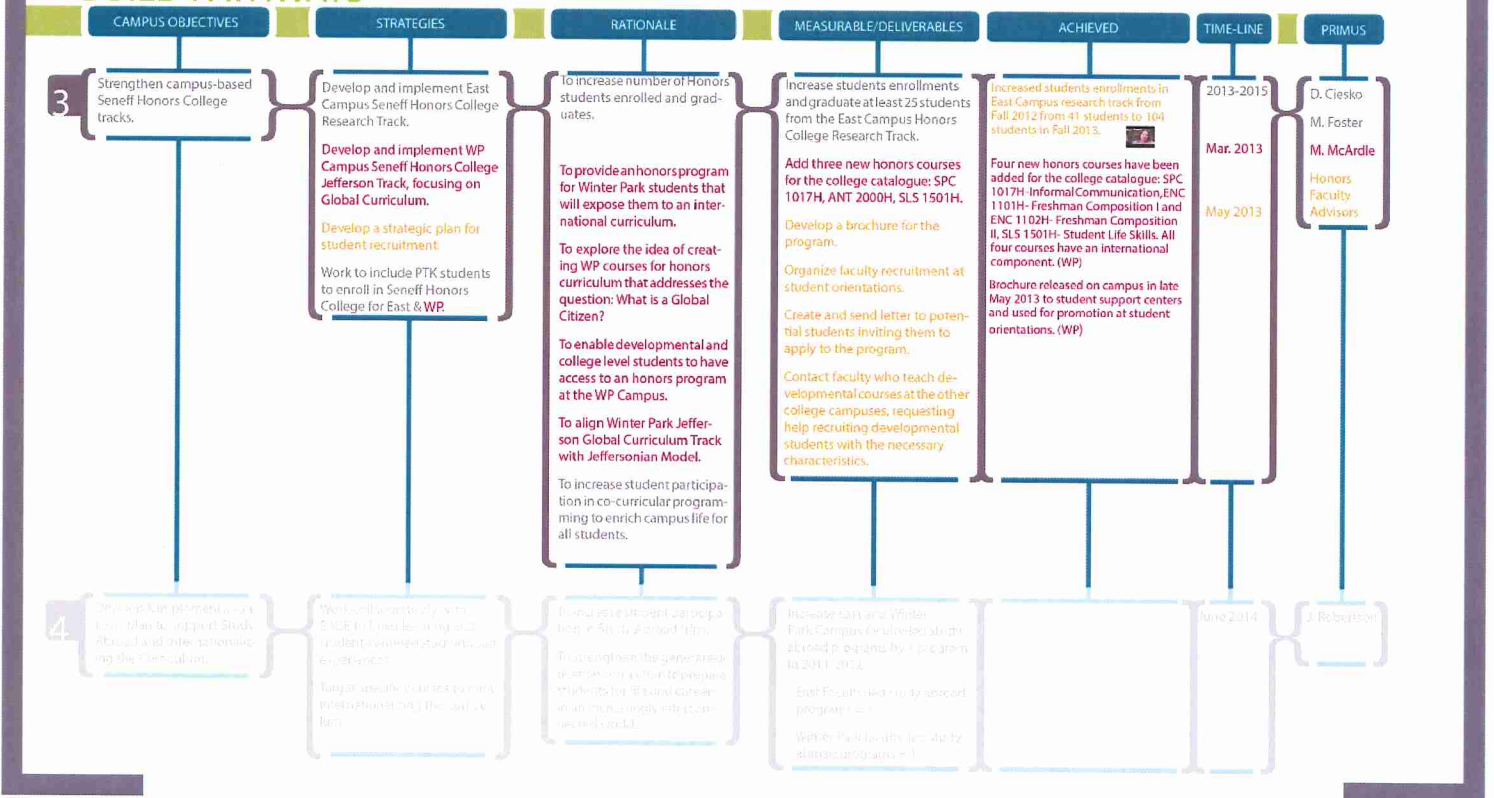 CAMPUS OBJECTIVES
STRATEGIES
RATIONALE
MEASURABLE/DELIVERABLES
ACHIEVED
TIME-LINE
PRIMUS
3
Strengthen campus-based
Seneff Honors College
tracks.
Develop and implement East
Campus Seneff Honors College
Research Track.
Develop and implement WP
Campus Seneff Honors College
Jefferson Track, focusing on
Global Curriculum.
Develop a strategic plan for
student recruitment
Work to include PTK students
to enroll in Seneff Honors
College for East & WP.
To increase number of Honors
students enrolled and grad-
uates.
To provide an honors program
for Winter Park students that
will expose them to an inter-
national curriculum.
To explore the idea of creat-
ing WP courses for honors
curriculum that addresses the
question: What is a Global
Citizen?
To enable developmental and
college level students to have
access to an honors program
at the WP Campus.
To align Winter Park Jeffer-
son Global Curriculum Track
with Jeffersonian Model.
To increase student participa-
tion in co-curricular program-
ming to enrich campus life for
all students.
Increase students enrollments
and graduate at least 25 students
from the East Campus Honors
College Research Track.
Add three new honors courses
for the college catalogue: SPC
1017H, ANT 2000H, SLS 1501H.
Develop a brochure for the
program.
Organize faculty recruitment at
student orientations.
Create and send letter to poten-
tial students inviting them to
apply to the program.
Contact faculty who teach de-
velopmental courses at the other
college campuses, requesting
help recruiting developmental
students with the necessary
characteristics.
Increased students enrollments in
East Campus research track from
Fall 2012 from 41 students to 104
students in Fall 2013.
Four new honors courses have been
added for the college catalogue: SPC
1017H-Informal Communication, ENC
1101H- Freshman Composition I and
ENC 1102H- Freshman Composition
II, SLS 1501H- Student Life Skills. All
four courses have an international
component. (WP)
Brochure released on campus in late
May 2013 to student support centers
and used for promotion at student
orientations. (WP)
2013-2015
Mar. 2013
May 2013
D. Ciesko
M. Foster
M. McArdle
Honors
Faculty
Advisors
4
June 2014
J. Robertson